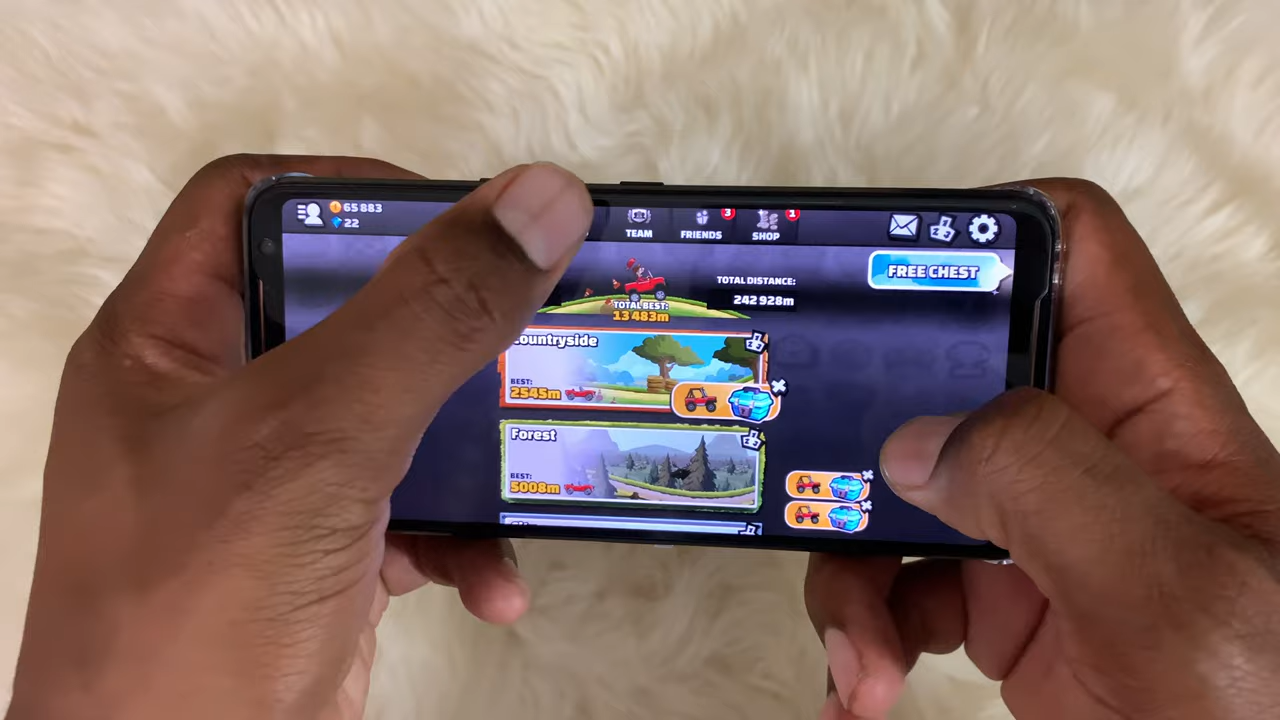 65 883
22
TEAM
FRIENDS
3
SHOP
1
FREE CHEST
TOTAL DISTANCE:
242 928m
TOTAL BEST:
13 483m
Countryside
BEST:
2545m
Forest
BEST:
5008m